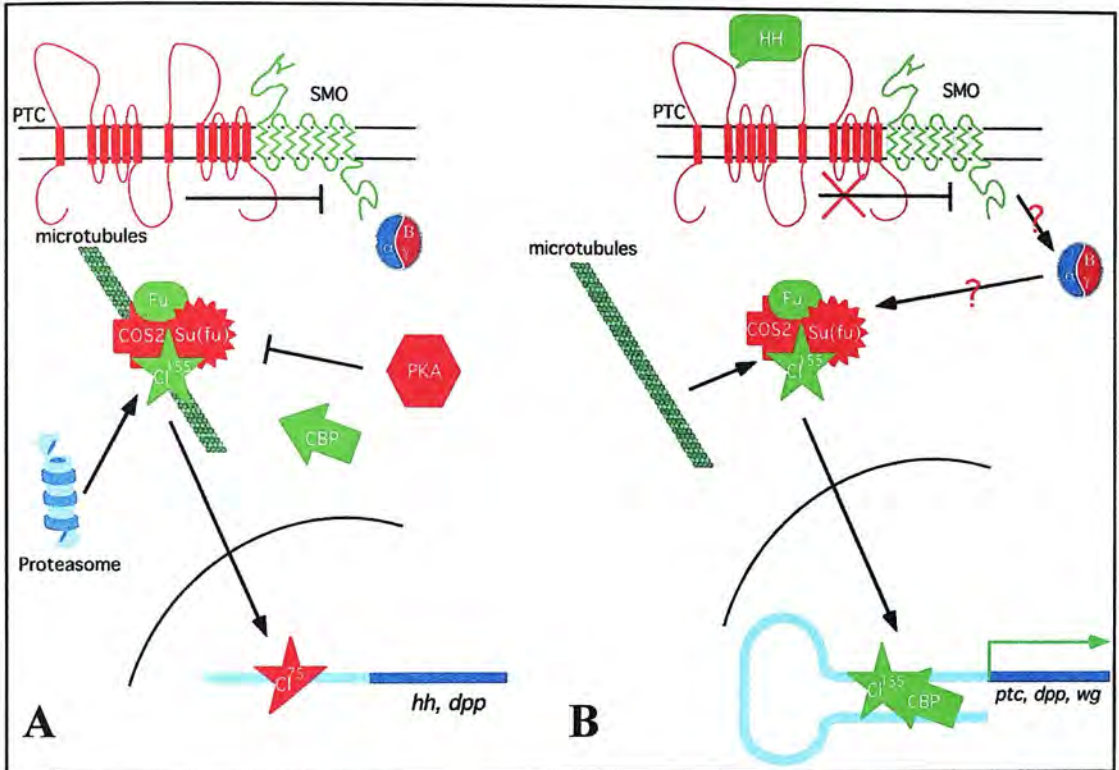 PTC
SMO
α
B
γ
microtubules
Fu
COS2
Su(fu)
CI155
PKA
CBP
Proteasome
CI75
hh, dpp
A
HH
PTC
SMO
?
α
B
γ
?
microtubules
Fu
COS2
Su(fu)
CI155
CI155
CBP
ptc, dpp, wg
B